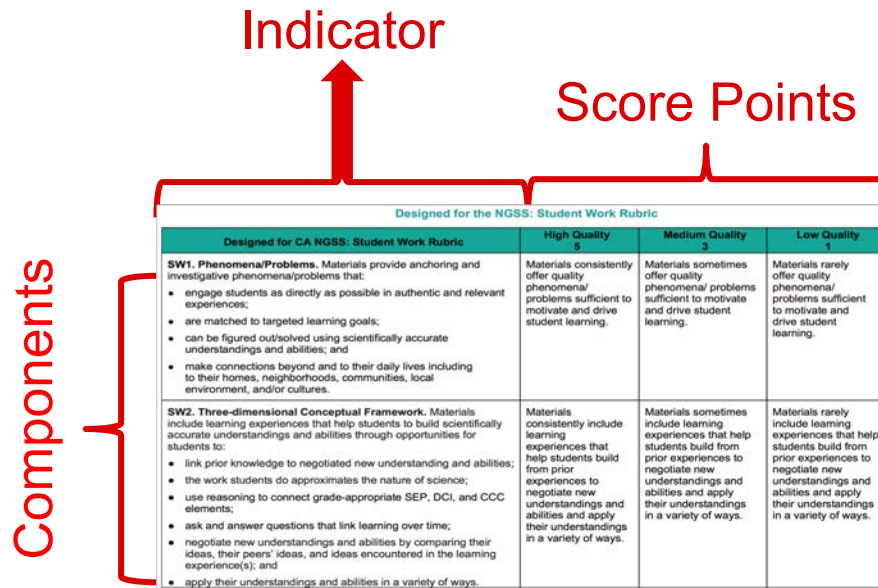 Indicator
Score Points
Components
Designed for the NGSS: Student Work Rubric
Designed for CA NGSS: Student Work Rubric
High Quality
5
Medium Quality
3
Low Quality
1
SW1. Phenomena/Problems. Materials provide anchoring and
investigative phenomena/problems that:
● engage students as directly as possible in authentic and relevant
experiences;
● are matched to targeted learning goals;
● can be figured out/solved using scientifically accurate
understandings and abilities; and
● make connections beyond and to their daily lives including
to their homes, neighborhoods, communities, local
environment, and/or cultures.
Materials consistently
offer quality
phenomena/
problems sufficient to
motivate and drive
student learning.
Materials sometimes
offer quality
phenomena/ problems
sufficient to motivate
and drive student
learning.
Materials rarely
offer quality
phenomena/
problems sufficient
to motivate and
drive student
learning.
SW2. Three-dimensional Conceptual Framework. Materials
include learning experiences that help students to build scientifically
accurate understandings and abilities through opportunities for
students to:
● link prior knowledge to negotiated new understanding and abilities;
● the work students do approximates the nature of science;
● use reasoning to connect grade-appropriate SEP, DCI, and CCC
elements;
● ask and answer questions that link learning over time;
● negotiate new understandings and abilities by comparing their
ideas, their peers' ideas, and ideas encountered in the learning
experience(s); and
● apply their understandings and abilities in a variety of ways.
Materials
consistently include
learning
experiences that
help students build
from prior
experiences to
negotiate new
understandings and
abilities and apply
their understandings
in a variety of ways.
Materials sometimes
include learning
experiences that help
students build from
prior experiences to
negotiate new
understandings and
abilities and apply
their understandings
in a variety of ways.
Materials rarely
include learning
experiences that help
students build from
prior experiences to
negotiate new
understandings and
abilities and apply
their understandings
in a variety of ways.